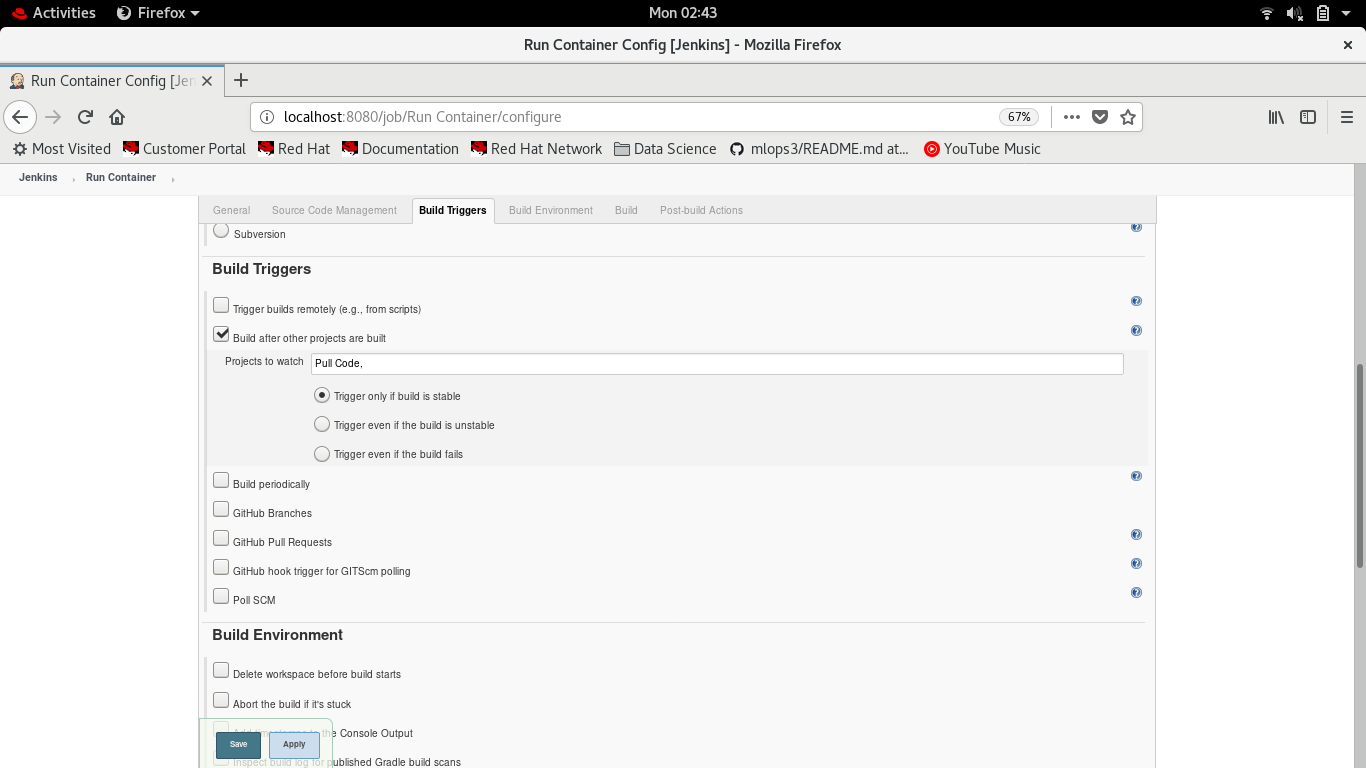 Activities Firefox Mon 02:43
Run Container Config [Jenkins] - Mozilla Firefox
Run Container Config [Jen
localhost:8080/job/Run Container/configure 67%
Most Visited Customer Portal Red Hat Documentation Red Hat Network Data Science mlops3/README.md at... YouTube Music
Jenkins Run Container
General Source Code Management Build Triggers Build Environment Build Post-build Actions
Subversion
Build Triggers
Trigger builds remotely (e.g., from scripts)
Build after other projects are built
Projects to watch Pull Code,
Trigger only if build is stable
Trigger even if the build is unstable
Trigger even if the build fails
Build periodically
GitHub Branches
GitHub Pull Requests
GitHub hook trigger for GITScm polling
Poll SCM
Build Environment
Delete workspace before build starts
Abort the build if it's stuck
Add timestamps to the Console Output
Save Apply
Inspect build log for published Gradle build scans